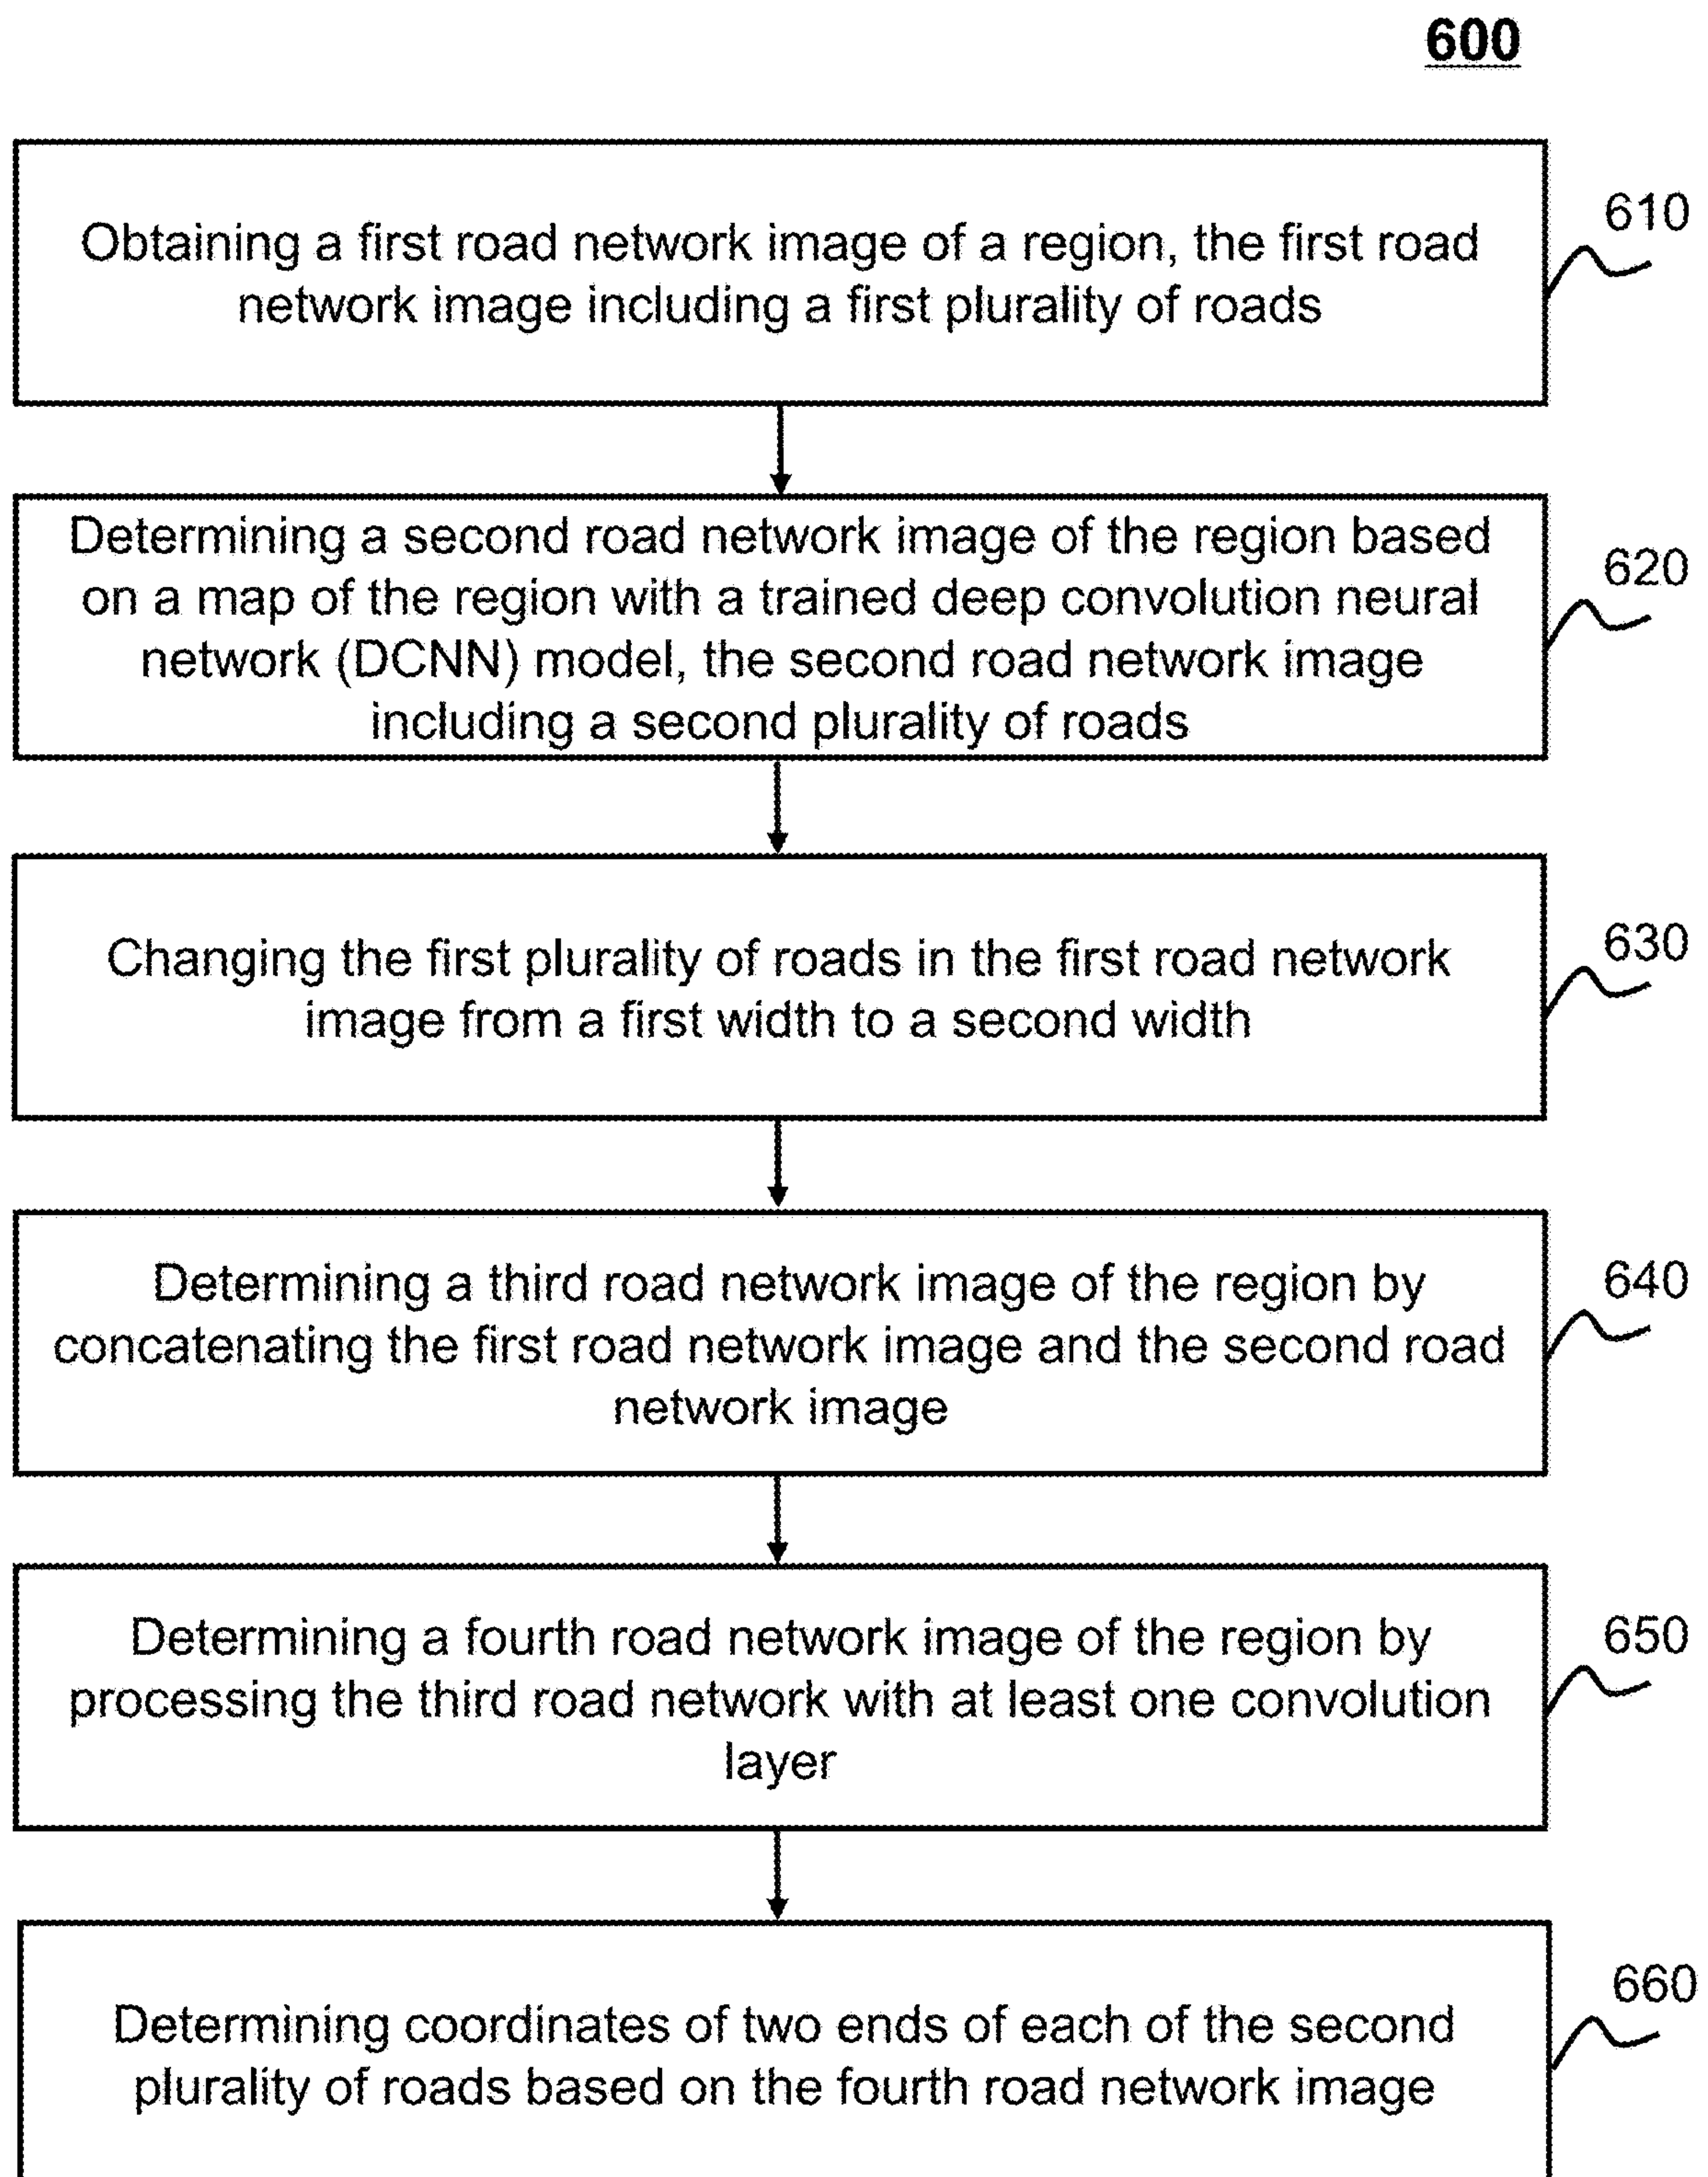 600
Obtaining a first road network image of a region, the first road
network image including a first plurality of roads
610
Determining a second road network image of the region based
on a map of the region with a trained deep convolution neural
network (DCNN) model, the second road network image
including a second plurality of roads
620
Changing the first plurality of roads in the first road network
image from a first width to a second width
630
Determining a third road network image of the region by
concatenating the first road network image and the second road
network image
640
Determining a fourth road network image of the region by
processing the third road network with at least one convolution
layer
650
Determining coordinates of two ends of each of the second
plurality of roads based on the fourth road network image
660